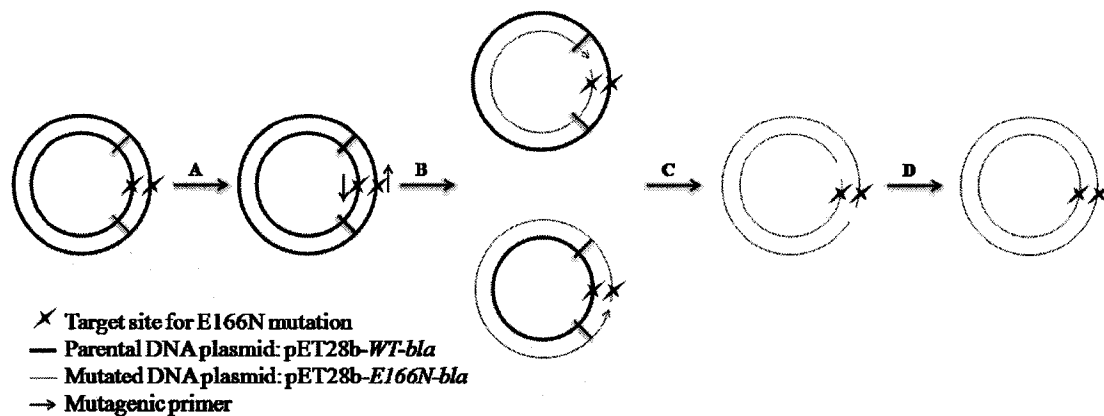 A
B
C
D
Target site for E166N mutation
Parental DNA plasmid: pET28b-WT-bla
Mutated DNA plasmid: pET28b-E166N-bla
Mutagenic primer